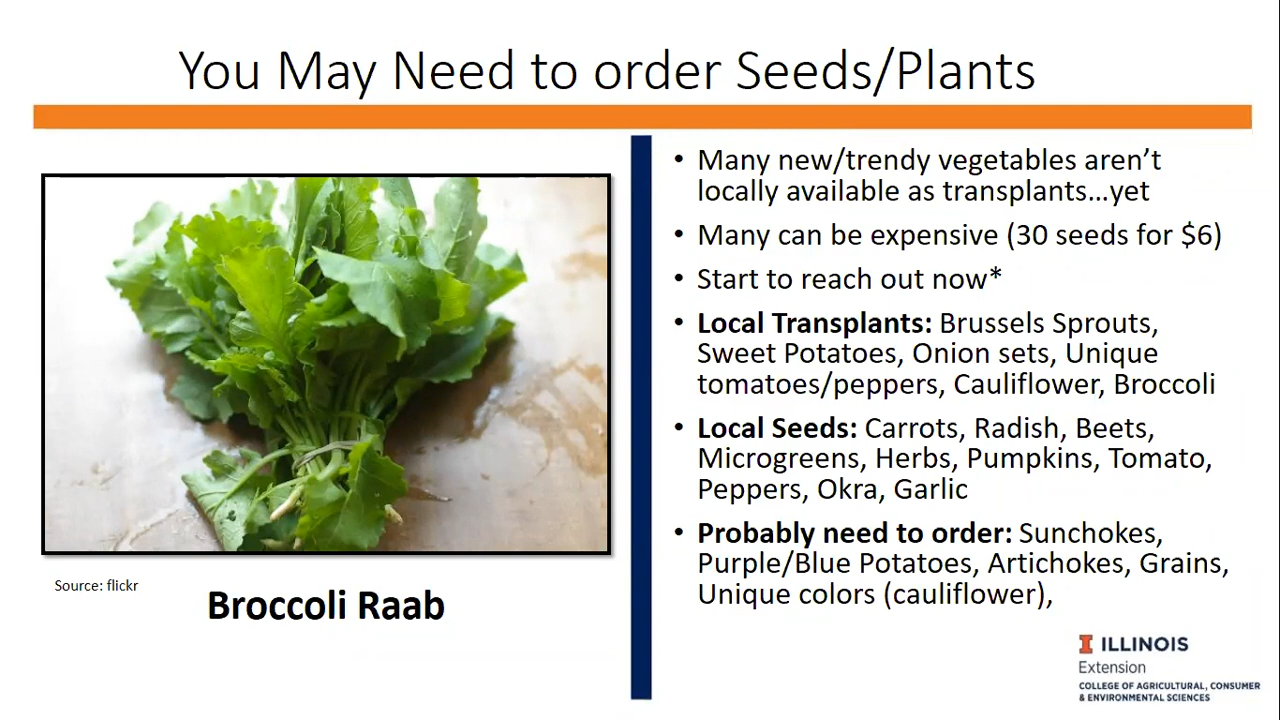 You May Need to order Seeds/Plants
Source: flickr
Broccoli Raab
• Many new/trendy vegetables aren't
locally available as transplants…yet
• Many can be expensive (30 seeds for $6)
• Start to reach out now*
• Local Transplants: Brussels Sprouts,
Sweet Potatoes, Onion sets, Unique
tomatoes/peppers, Cauliflower, Broccoli
• Local Seeds: Carrots, Radish, Beets,
Microgreens, Herbs, Pumpkins, Tomato,
Peppers, Okra, Garlic
• Probably need to order: Sunchokes,
Purple/Blue Potatoes, Artichokes, Grains,
Unique colors (cauliflower),
I ILLINOIS
Extension
COLLEGE OF AGRICULTURAL, CONSUMER
& ENVIRONMENTAL SCIENCES